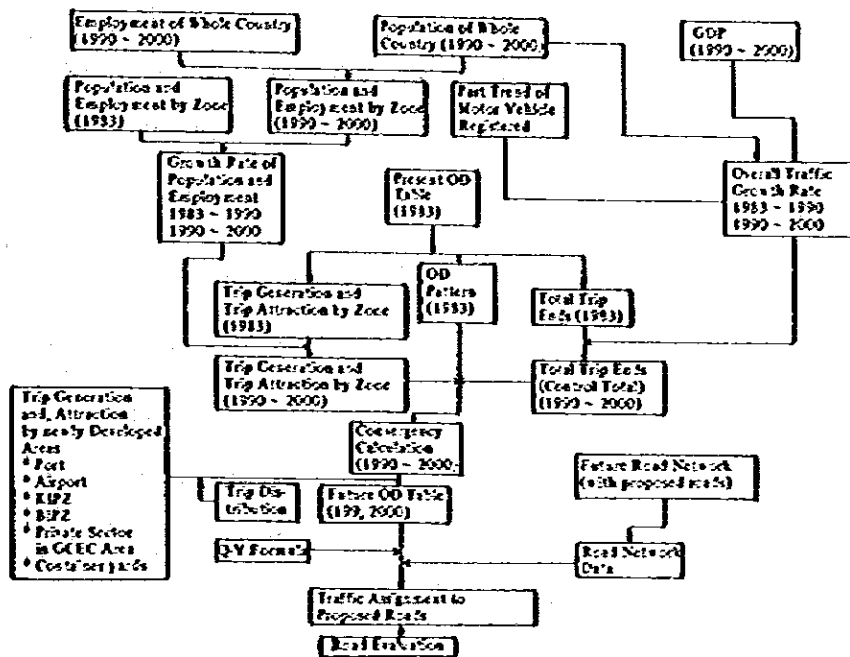 Employment of Whole Country
(1990 ~ 2000)
Population of Whole
Country (1990 ~ 2000)
GDP
(1990 ~ 2000)
Population and
Employment by Zone
(1983)
Population and
Employment by Zone
(1990 ~ 2000)
Past Trend of
Motor Vehicle
Registered
Growth Rate of
Population and
Employment
1983 ~ 1990
1990 ~ 2000
Present OD
Table
(1983)
Overall Traffic
Growth Rate
1983 ~ 1990
1990 ~ 2000
Trip Generation and
Trip Attraction by Zone
(1983)
OD
Pattern
(1983)
Total Trip
Ends (1983)
Trip Generation and
Trip Attraction by Zone
(1990 ~ 2000)
Total Trip Ends
(Control Total)
(1990 ~ 2000)
Trip Generation
and, Attraction
by newly Developed
Areas
* Port
* Airport
* KIPZ
* BIPZ
* Private Sector
in GCEC Area
* Container yards
Convergency
Calculation
(1990 ~ 2000)
Trip Dis-
tribution
Future OD Table
(199, 2000)
Future Road Network
(with proposed roads)
Q-V Formula
Road Network
Data
Traffic Assignment to
Proposed Roads
Road Evaluation